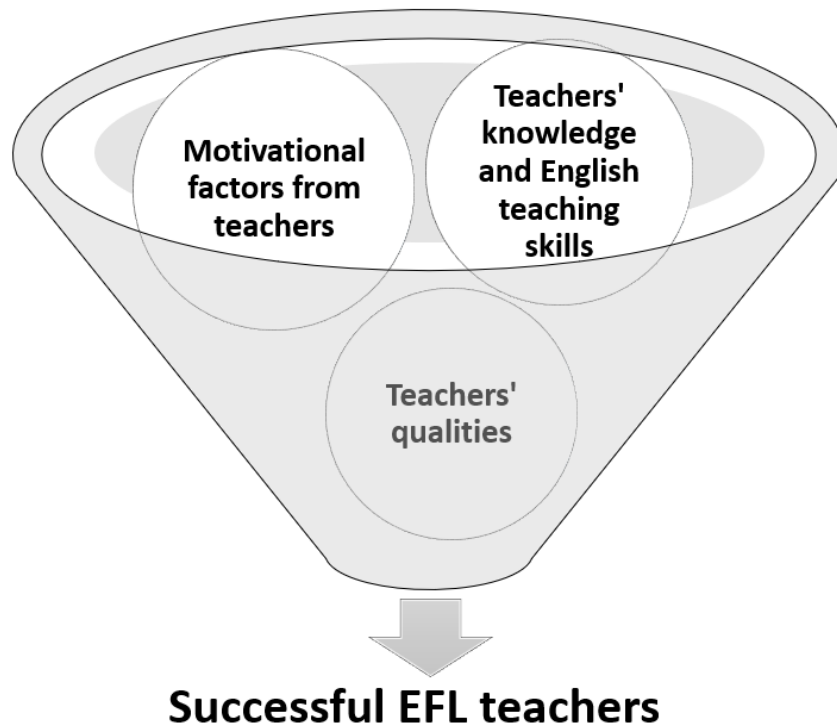 Motivational
factors from
teachers
Teachers'
knowledge
and English
teaching
skills
Teachers'
qualities
Successful EFL teachers